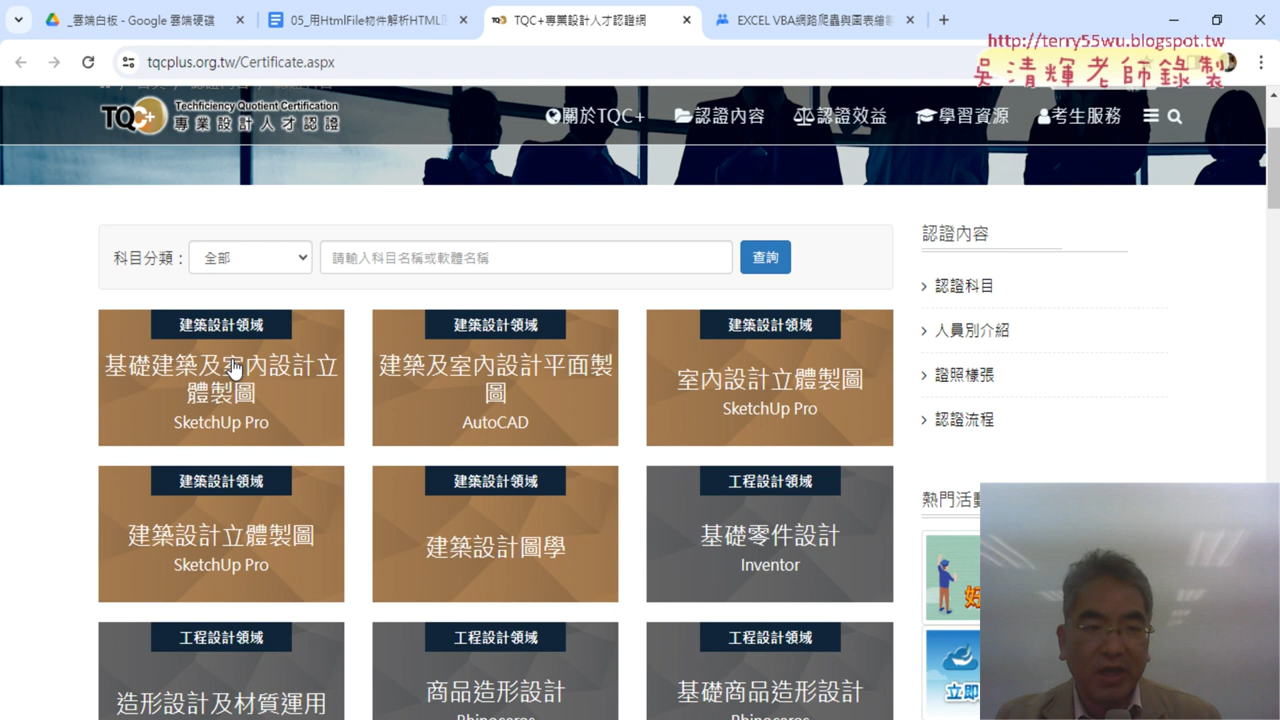 _雲端白板 - Google 雲端硬碟
05_用HtmlFile物件解析HTML
TQC+專業設計人才認證網
EXCEL VBA網路爬蟲與圖表繪
http://terry55wu.blogspot.tw
吳清輝老師錄製
tqcplus.org.tw/Certificate.aspx
TQC+
Techficiency Quotient Certification
專業設計人才認證
關於TQC+
認證內容
認證效益
學習資源
考生服務
科目分類：
全部
請輸入科目名稱或軟體名稱
查詢
認證內容
認證科目
人員別介紹
證照樣張
認證流程
建築設計領域
基礎建築及室內設計立
體製圖
SketchUp Pro
建築設計領域
建築及室內設計平面製
圖
AutoCAD
建築設計領域
室內設計立體製圖
SketchUp Pro
建築設計領域
建築設計立體製圖
SketchUp Pro
建築設計領域
建築設計圖學
工程設計領域
基礎零件設計
Inventor
熱門活
好
立即
工程設計領域
造形設計及材質運用
工程設計領域
商品造形設計
Rhinoceros
工程設計領域
基礎商品造形設計
Rhinoceros